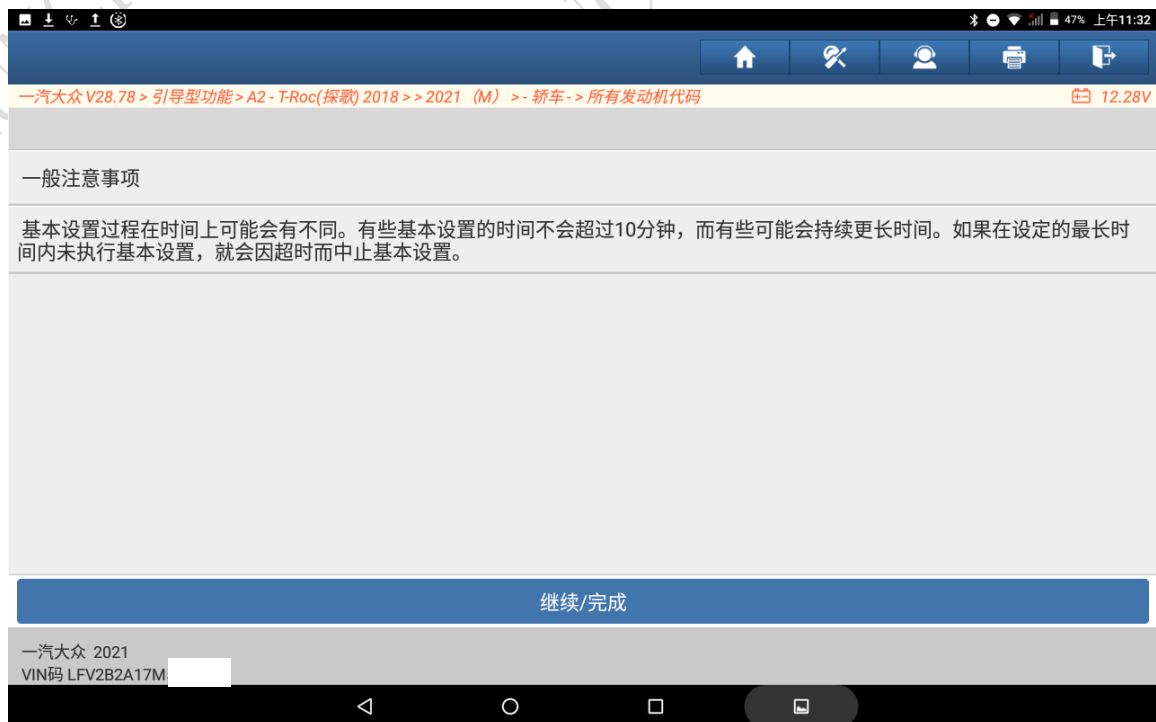 47% 上午11:32
一汽大众 V28.78 > 引导型功能 > A2 - T-Roc(探歌) 2018 > > 2021 （M） > - 轿车 - > 所有发动机代码 12.28V
一般注意事项
基本设置过程在时间上可能会有不同。有些基本设置的时间不会超过10分钟，而有些可能会持续更长时间。如果在设定的最长时
间内未执行基本设置，就会因超时而中止基本设置。
继续/完成
一汽大众 2021
VIN码 LFV2B2A17M